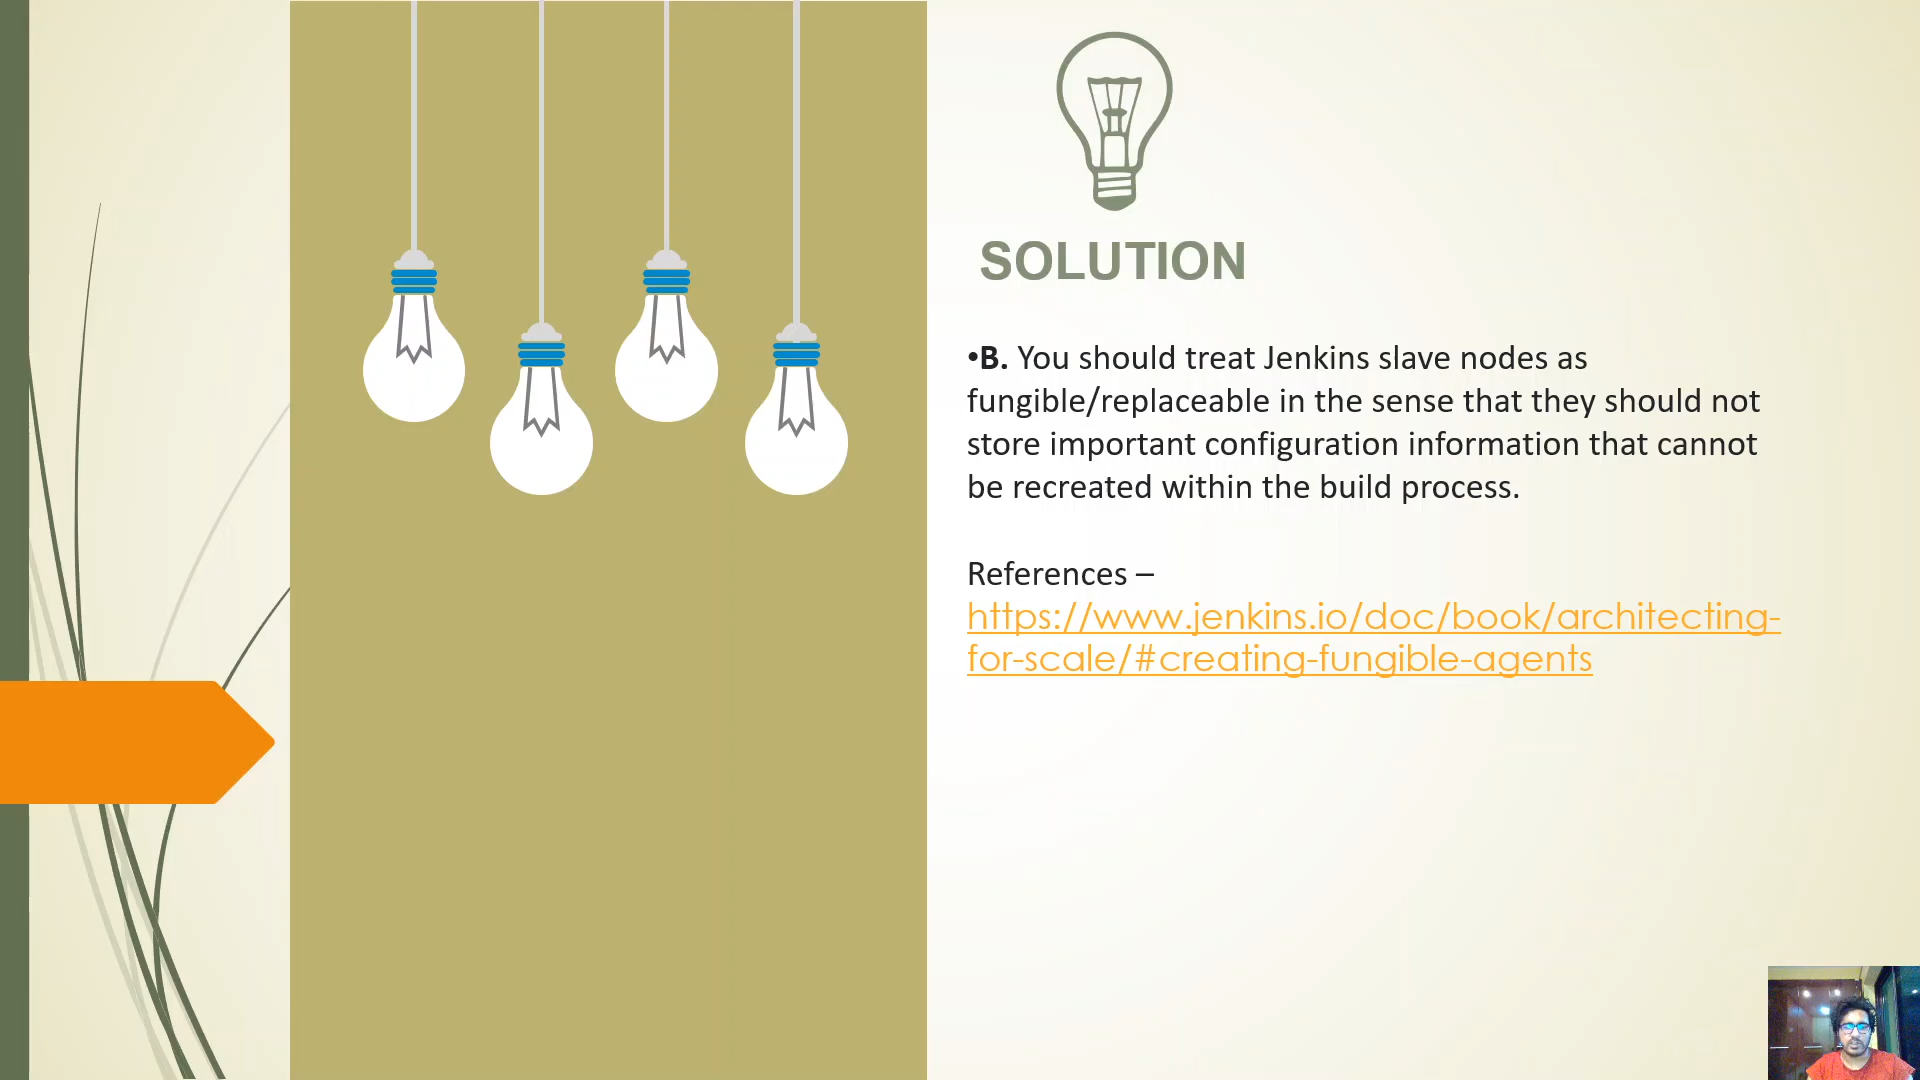 SOLUTION
•B. You should treat Jenkins slave nodes as
fungible/replaceable in the sense that they should not
store important configuration information that cannot
be recreated within the build process.
References –
https://www.jenkins.io/doc/book/architecting-
for-scale/#creating-fungible-agents